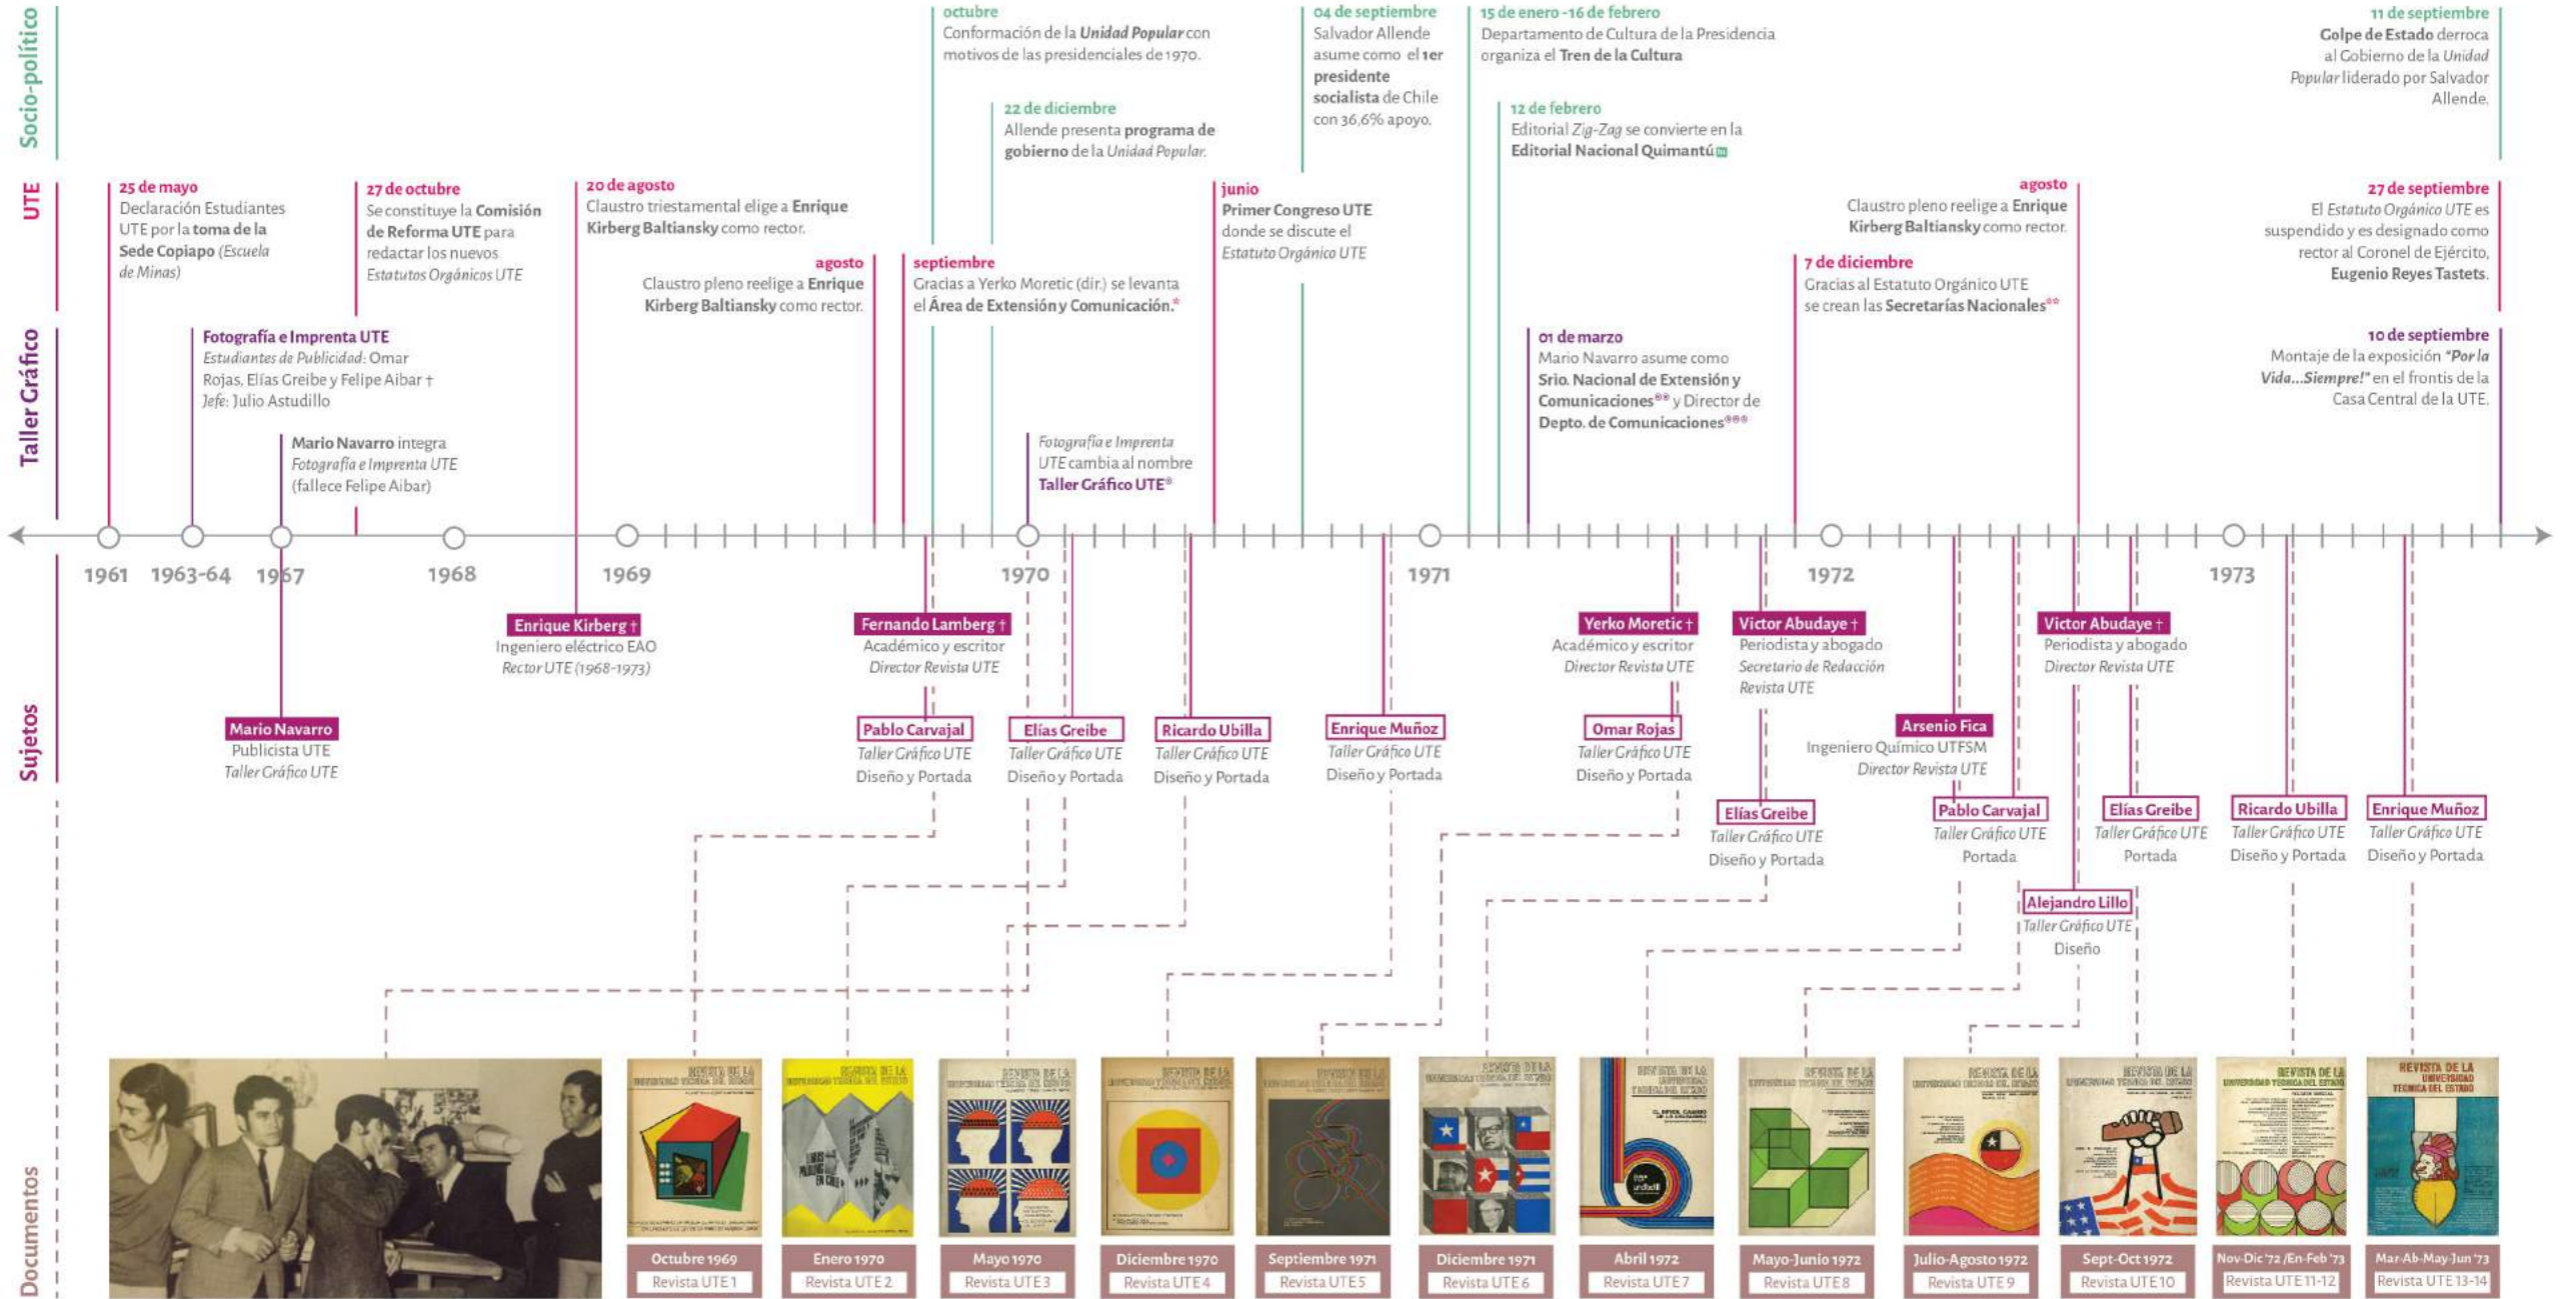 Socio-político
octubre
Conformación de la Unidad Popular con
motivos de las presidenciales de 1970.
22 de diciembre
Allende presenta programa de
gobierno de la Unidad Popular.
04 de septiembre
Salvador Allende
asume como el 1er
presidente
socialista de Chile
con 36,6% apoyo.
15 de enero -16 de febrero
Departamento de Cultura de la Presidencia
organiza el Tren de la Cultura
12 de febrero
Editorial Zig-Zag se convierte en la
Editorial Nacional Quimantú
11 de septiembre
Golpe de Estado derroca
al Gobierno de la Unidad
Popular liderado por Salvador
Allende.
UTE
25 de mayo
Declaración Estudiantes
UTE por la toma de la
Sede Copiapo (Escuela
de Minas)
27 de octubre
Se constituye la Comisión
de Reforma UTE para
redactar los nuevos
Estatutos Orgánicos UTE
20 de agosto
Claustro triestamental elige a Enrique
Kirberg Baltiansky como rector.
agosto
Claustro pleno reelige a Enrique
Kirberg Baltiansky como rector.
septiembre
Gracias a Yerko Moretic (dir.) se levanta
el Área de Extensión y Comunicación.*
junio
Primer Congreso UTE
donde se discute el
Estatuto Orgánico UTE
7 de diciembre
Gracias al Estatuto Orgánico UTE
se crean las Secretarías Nacionales**
agosto
Claustro pleno reelige a Enrique
Kirberg Baltiansky como rector.
27 de septiembre
El Estatuto Orgánico UTE es
suspendido y es designado como
rector al Coronel de Ejército,
Eugenio Reyes Tastets.
Taller Gráfico
Fotografía e Imprenta UTE
Estudiantes de Publicidad: Omar
Rojas, Elías Greibe y Felipe Aibar †
Jefe: Julio Astudillo
Mario Navarro integra
Fotografía e Imprenta UTE
(fallece Felipe Aibar)
Fotografía e Imprenta
UTE cambia al nombre
Taller Gráfico UTE®
01 de marzo
Mario Navarro asume como
Srio. Nacional de Extensión y
Comunicaciones®® y Director de
Depto. de Comunicaciones®®®
10 de septiembre
Montaje de la exposición "Por la
Vida...Siempre!" en el frontis de la
Casa Central de la UTE.
1961
1963-64
1967
1968
1969
1970
1971
1972
1973
Sujetos
Mario Navarro
Publicista UTE
Taller Gráfico UTE
Enrique Kirberg †
Ingeniero eléctrico EAO
Rector UTE (1968-1973)
Fernando Lamberg †
Académico y escritor
Director Revista UTE
Pablo Carvajal
Taller Gráfico UTE
Diseño y Portada
Elías Greibe
Taller Gráfico UTE
Diseño y Portada
Ricardo Ubilla
Taller Gráfico UTE
Diseño y Portada
Enrique Muñoz
Taller Gráfico UTE
Diseño y Portada
Yerko Moretic †
Académico y escritor
Director Revista UTE
Omar Rojas
Taller Gráfico UTE
Diseño y Portada
Victor Abudaye †
Periodista y abogado
Secretario de Redacción
Revista UTE
Elías Greibe
Taller Gráfico UTE
Diseño y Portada
Arsenio Fica
Ingeniero Químico UTFSM
Director Revista UTE
Pablo Carvajal
Taller Gráfico UTE
Portada
Victor Abudaye †
Periodista y abogado
Director Revista UTE
Alejandro Lillo
Taller Gráfico UTE
Diseño
Elías Greibe
Taller Gráfico UTE
Portada
Ricardo Ubilla
Taller Gráfico UTE
Diseño y Portada
Enrique Muñoz
Taller Gráfico UTE
Diseño y Portada
Documentos
REVISTA DE LA
UNIVERSIDAD TECNICA DEL ESTADO
REVISTA DE LA
UNIVERSIDAD
TECNICA DEL ESTADO
Octubre 1969
Revista UTE 1
Enero 1970
Revista UTE 2
Mayo 1970
Revista UTE 3
Diciembre 1970
Revista UTE 4
Septiembre 1971
Revista UTE 5
Diciembre 1971
Revista UTE 6
Abril 1972
Revista UTE 7
Mayo-Junio 1972
Revista UTE 8
Julio-Agosto 1972
Revista UTE 9
Sept-Oct 1972
Revista UTE 10
Nov-Dic '72 /En-Feb '73
Revista UTE 11-12
Mar-Ab-May-Jun '73
Revista UTE 13-14